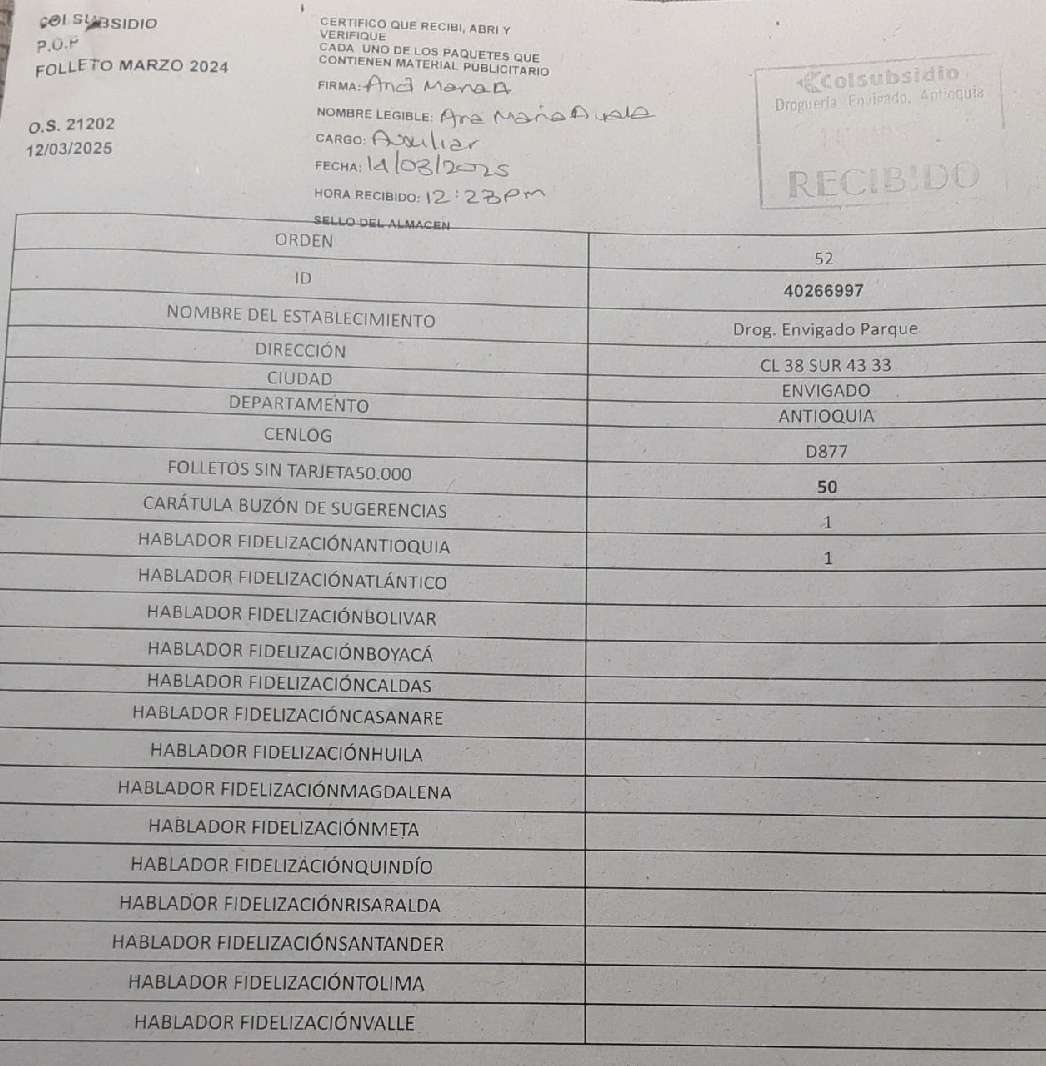 COLSUBSIDIO
P.O.P
FOLLETO MARZO 2024
O.S. 21202
12/03/2025
CERTIFICO QUE RECIBI, ABRI Y
VERIFIQUE
CADA UNO DE LOS PAQUETES QUE
CONTIENEN MATERIAL PUBLICITARIO
FIRMA: Ana Maria A
NOMBRE LEGIBLE: Ana Maria Ayala
CARGO: Auxiliar
FECHA: 14/03/2025
HORA RECIBIDO: 12:23pm
SELLO DEL ALMACEN
Colsubsidio
Droguería Envigado, Antioquia
RECIBIDO
ORDEN 52
ID 40266997
NOMBRE DEL ESTABLECIMIENTO Drog. Envigado Parque
DIRECCIÓN CL 38 SUR 43 33
CIUDAD ENVIGADO
DEPARTAMENTO ANTIOQUIA
CENLOG D877
FOLLETOS SIN TARJETA50.000 50
CARÁTULA BUZÓN DE SUGERENCIAS 1
HABLADOR FIDELIZACIÓNANTIOQUIA 1
HABLADOR FIDELIZACIÓNATLÁNTICO
HABLADOR FIDELIZACIÓNBOLIVAR
HABLADOR FIDELIZACIÓNBOYACÁ
HABLADOR FIDELIZACIÓNCALDAS
HABLADOR FIDELIZACIÓNCASANARE
HABLADOR FIDELIZACIÓNHUILA
HABLADOR FIDELIZACIÓNMAGDALENA
HABLADOR FIDELIZACIÓNMETA
HABLADOR FIDELIZACIÓNQUINDÍO
HABLADOR FIDELIZACIÓNRISARALDA
HABLADOR FIDELIZACIÓNSANTANDER
HABLADOR FIDELIZACIÓNTOLIMA
HABLADOR FIDELIZACIÓNVALLE